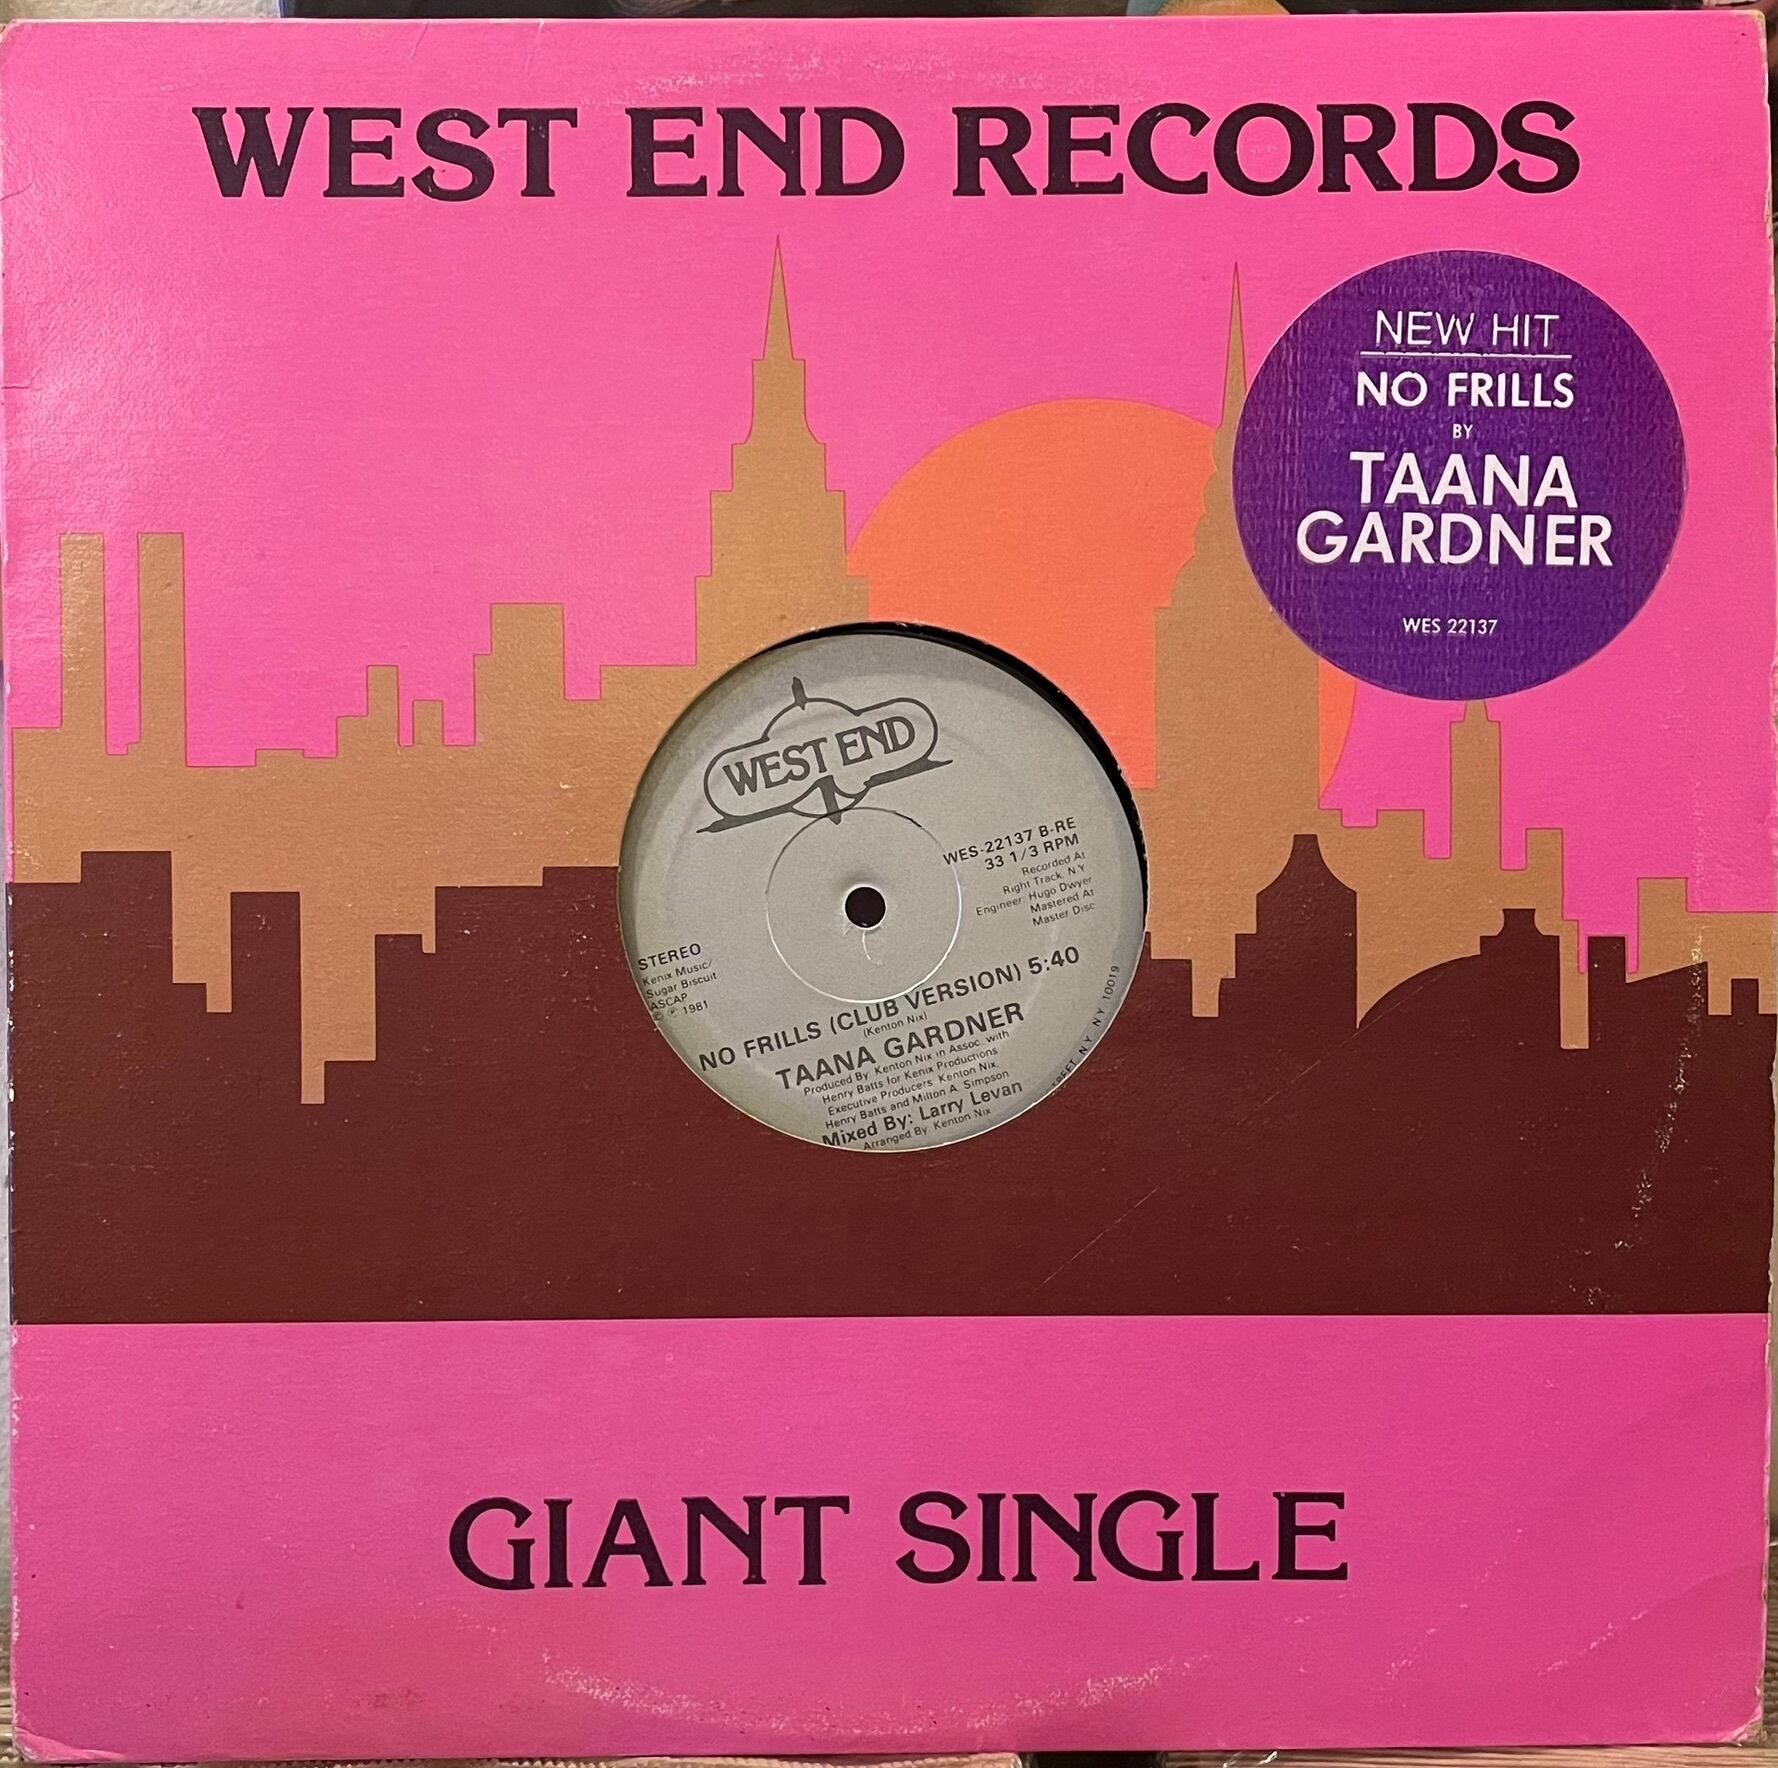 WEST END RECORDS
NEW HIT
NO FRILLS
BY
TAANA
GARDNER
WES 22137
WEST END
WES-22137 B-RE
33 1/3 RPM
Recorded At
Right Track, N.Y.
Engineer: Hugo Dwyer
Mastered At
Master Disc
STEREO
Kenix Music/
Sugar Biscuit
ASCAP
© ℗ 1981
NO FRILLS (CLUB VERSION) 5:40
(Kenton Nix)
TAANA GARDNER
Produced By: Kenton Nix in Assoc. with
Henry Batts for Kenix Productions
Executive Producers: Kenton Nix,
Henry Batts and Milton A. Simpson
Mixed By: Larry Levan
Arranged By: Kenton Nix
NY NY 10019
GIANT SINGLE